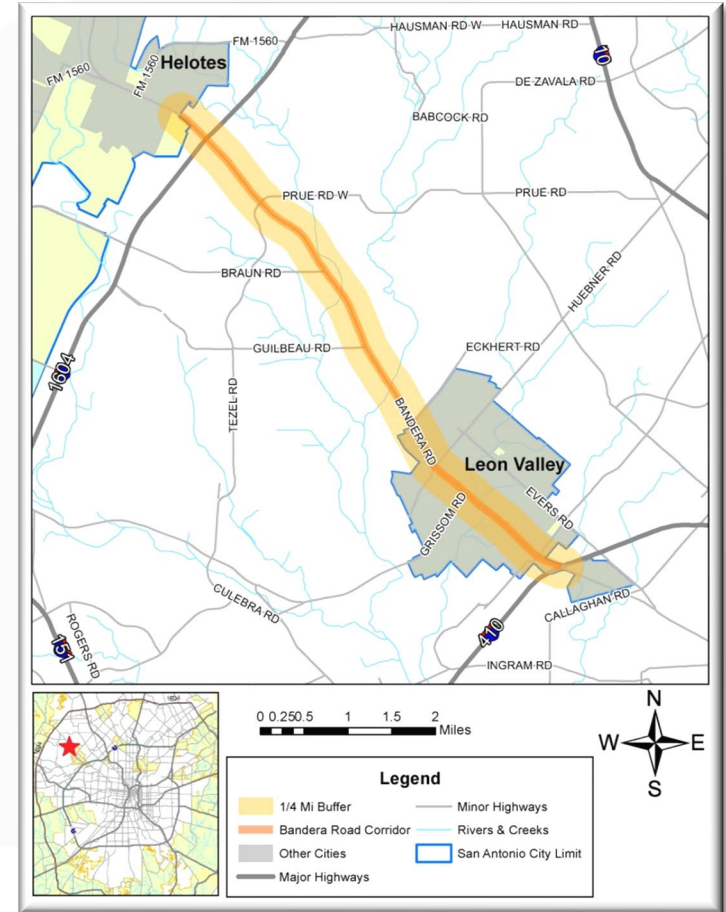 HAUSMAN RD W
HAUSMAN RD
FM 1560
Helotes
10
FM 1560
FM 1560
DE ZAVALA RD
BABCOCK RD
PRUE RD W
PRUE RD
BRAUN RD
HUEBNER RD
GUILBEAU RD
ECKHERT RD
1604
TEZEL RD
BANDERA RD
Leon Valley
GRISSOM RD
EVERS RD
CULEBRA RD
CALLAGHAN RD
ROGERS RD
151
410
INGRAM RD
0 0.25 0.5 1 1.5 2
Miles
N
W E
S
1604
Legend
1/4 Mi Buffer
Bandera Road Corridor
Other Cities
Major Highways
Minor Highways
Rivers & Creeks
San Antonio City Limit